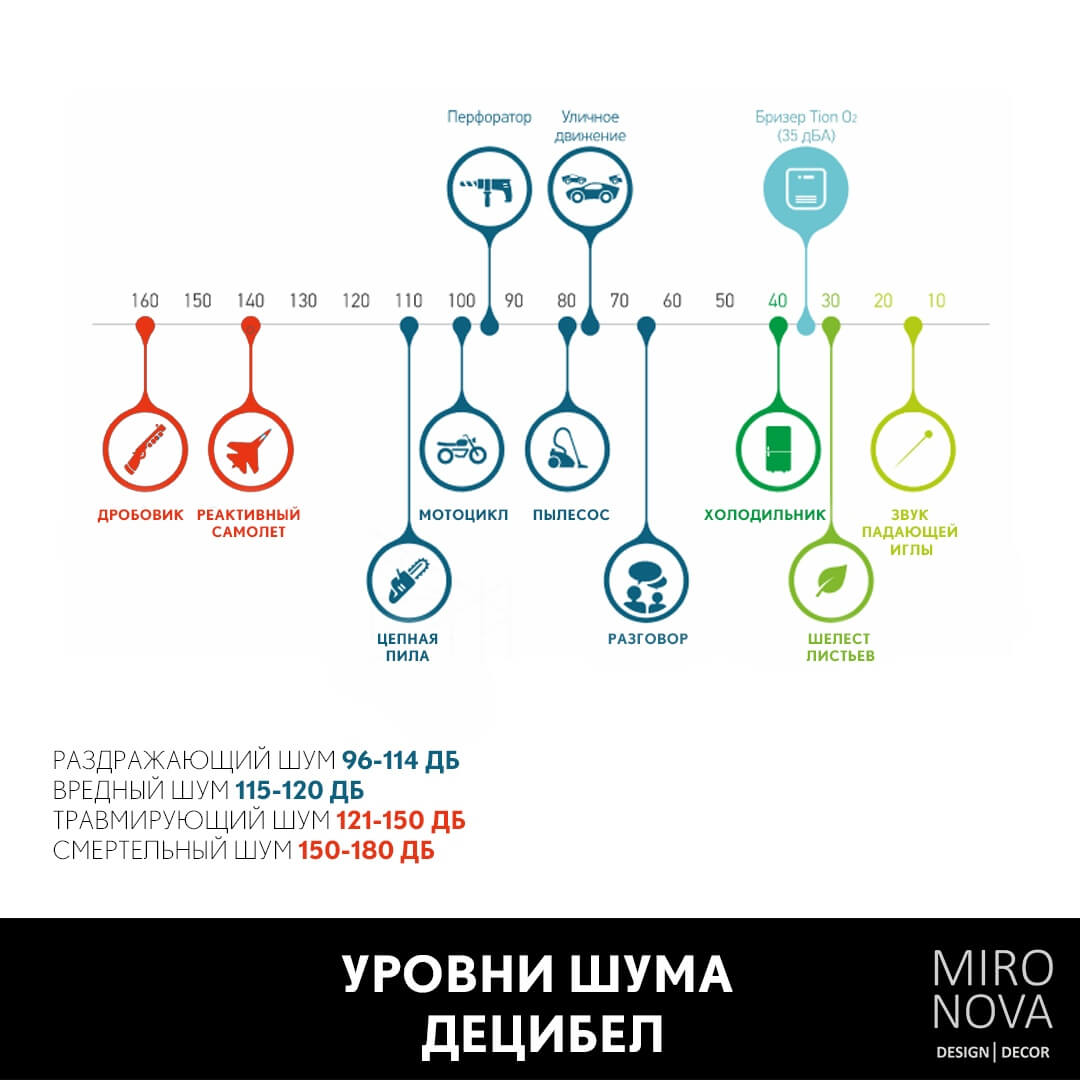 Перфоратор
Уличное
движение
Бризер Tion O₂
(35 дБА)
160 150 140 130 120 110 100 90 80 70 60 50 40 30 20 10
ДРОБОВИК
РЕАКТИВНЫЙ
САМОЛЕТ
МОТОЦИКЛ
ПЫЛЕСОС
ХОЛОДИЛЬНИК
ЗВУК
ПАДАЮЩЕЙ
ИГЛЫ
ЦЕПНАЯ
ПИЛА
РАЗГОВОР
ШЕЛЕСТ
ЛИСТЬЕВ
РАЗДРАЖАЮЩИЙ ШУМ 96-114 ДБ
ВРЕДНЫЙ ШУМ 115-120 ДБ
ТРАВМИРУЮЩИЙ ШУМ 121-150 ДБ
СМЕРТЕЛЬНЫЙ ШУМ 150-180 ДБ
УРОВНИ ШУМА
ДЕЦИБЕЛ
MIRO
NOVA
DESIGN | DECOR